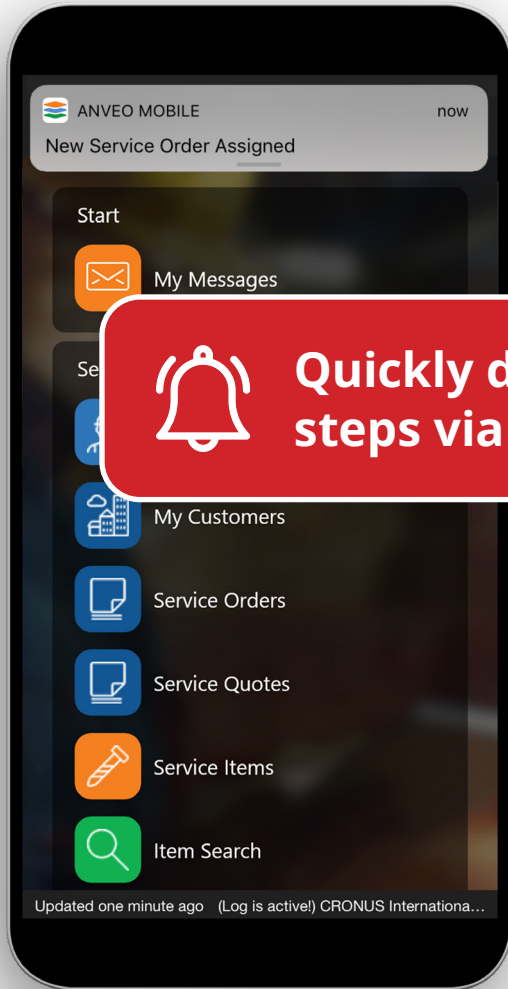 ANVEO MOBILE now
New Service Order Assigned
Start
My Messages
Se
Quickly d
steps via
My Customers
Service Orders
Service Quotes
Service Items
Item Search
Updated one minute ago (Log is active!) CRONUS Internationa...